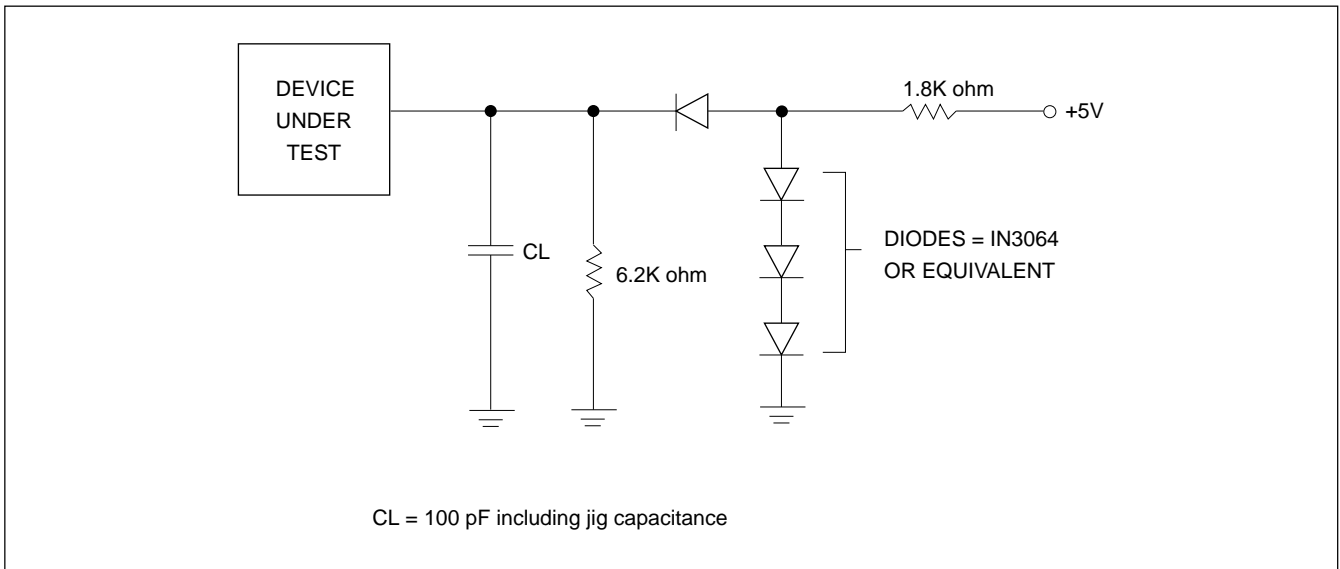 DEVICE
UNDER
TEST
1.8K ohm
+5V
CL
6.2K ohm
DIODES = IN3064
OR EQUIVALENT
CL = 100 pF including jig capacitance